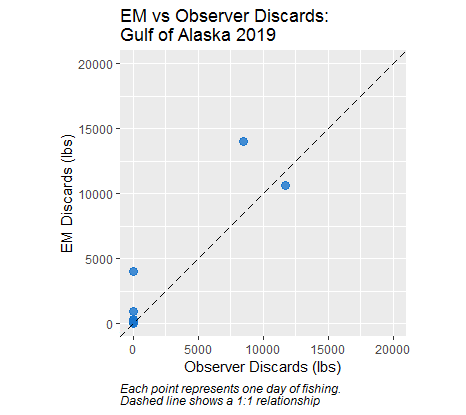 EM vs Observer Discards:
Gulf of Alaska 2019
20000
15000
10000
5000
0
EM Discards (lbs)
0 5000 10000 15000 20000
Observer Discards (lbs)
Each point represents one day of fishing.
Dashed line shows a 1:1 relationship